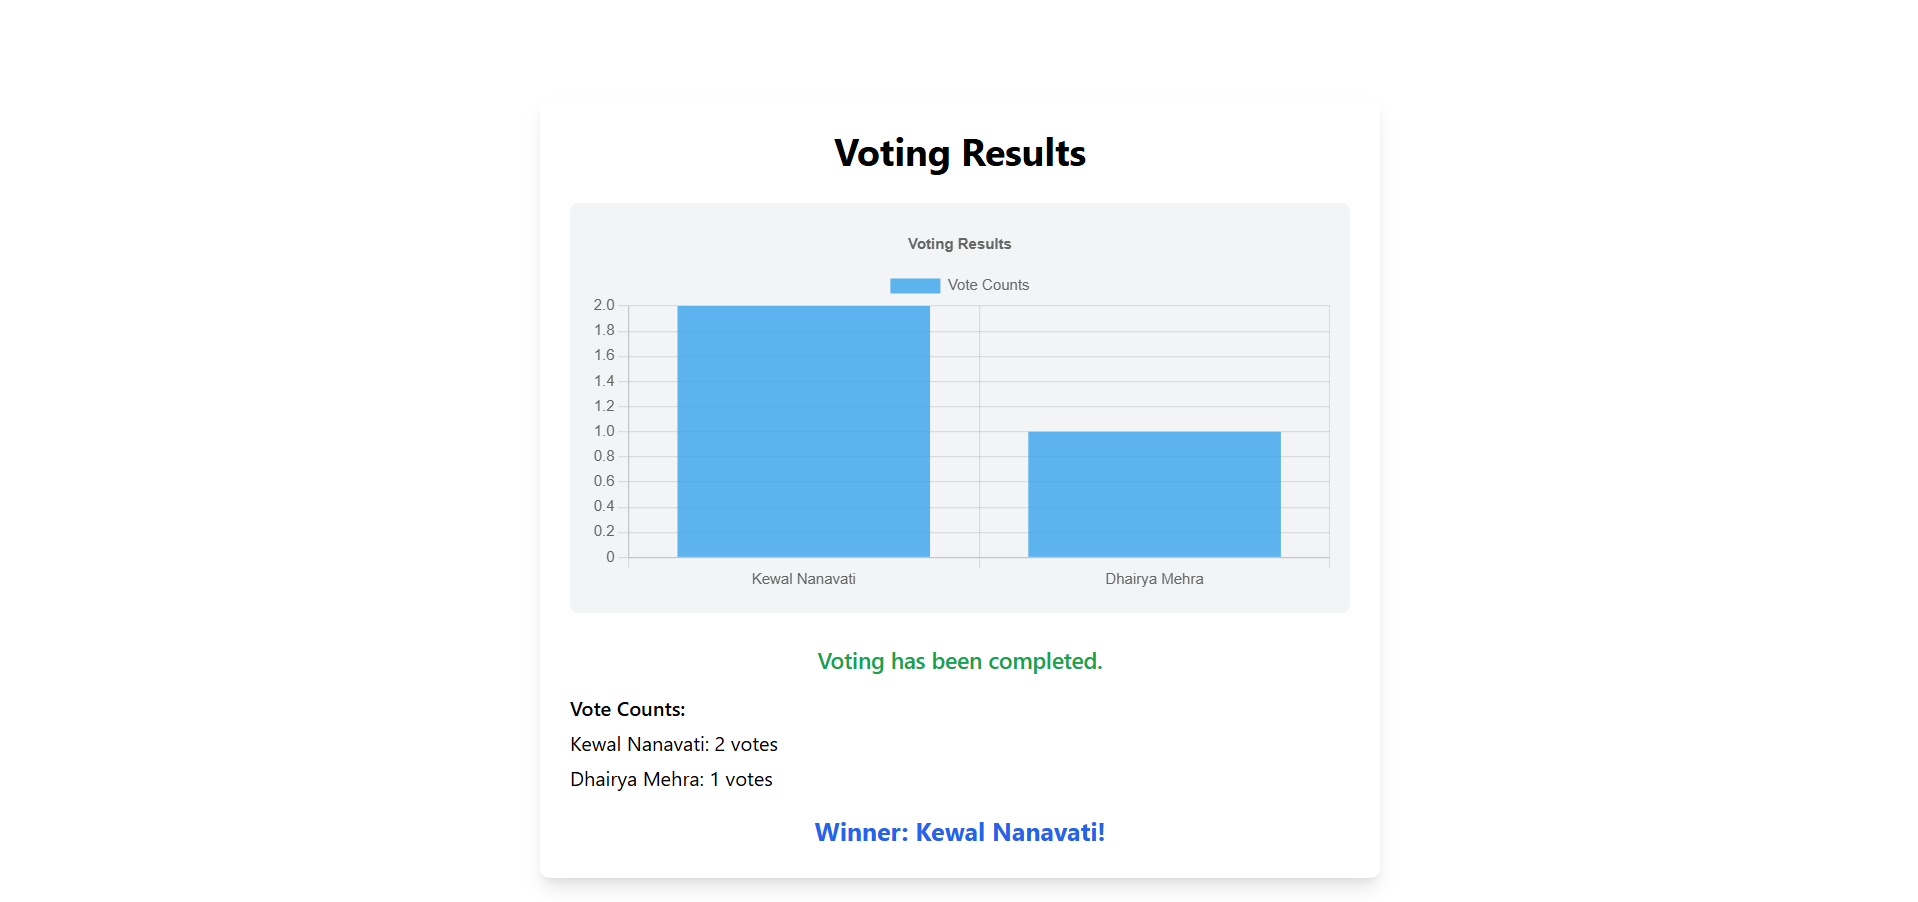 Voting Results
Voting Results
Vote Counts
2.0
1.8
1.6
1.4
1.2
1.0
0.8
0.6
0.4
0.2
0
Kewal Nanavati Dhairya Mehra
Voting has been completed.
Vote Counts:
Kewal Nanavati: 2 votes
Dhairya Mehra: 1 votes
Winner: Kewal Nanavati!